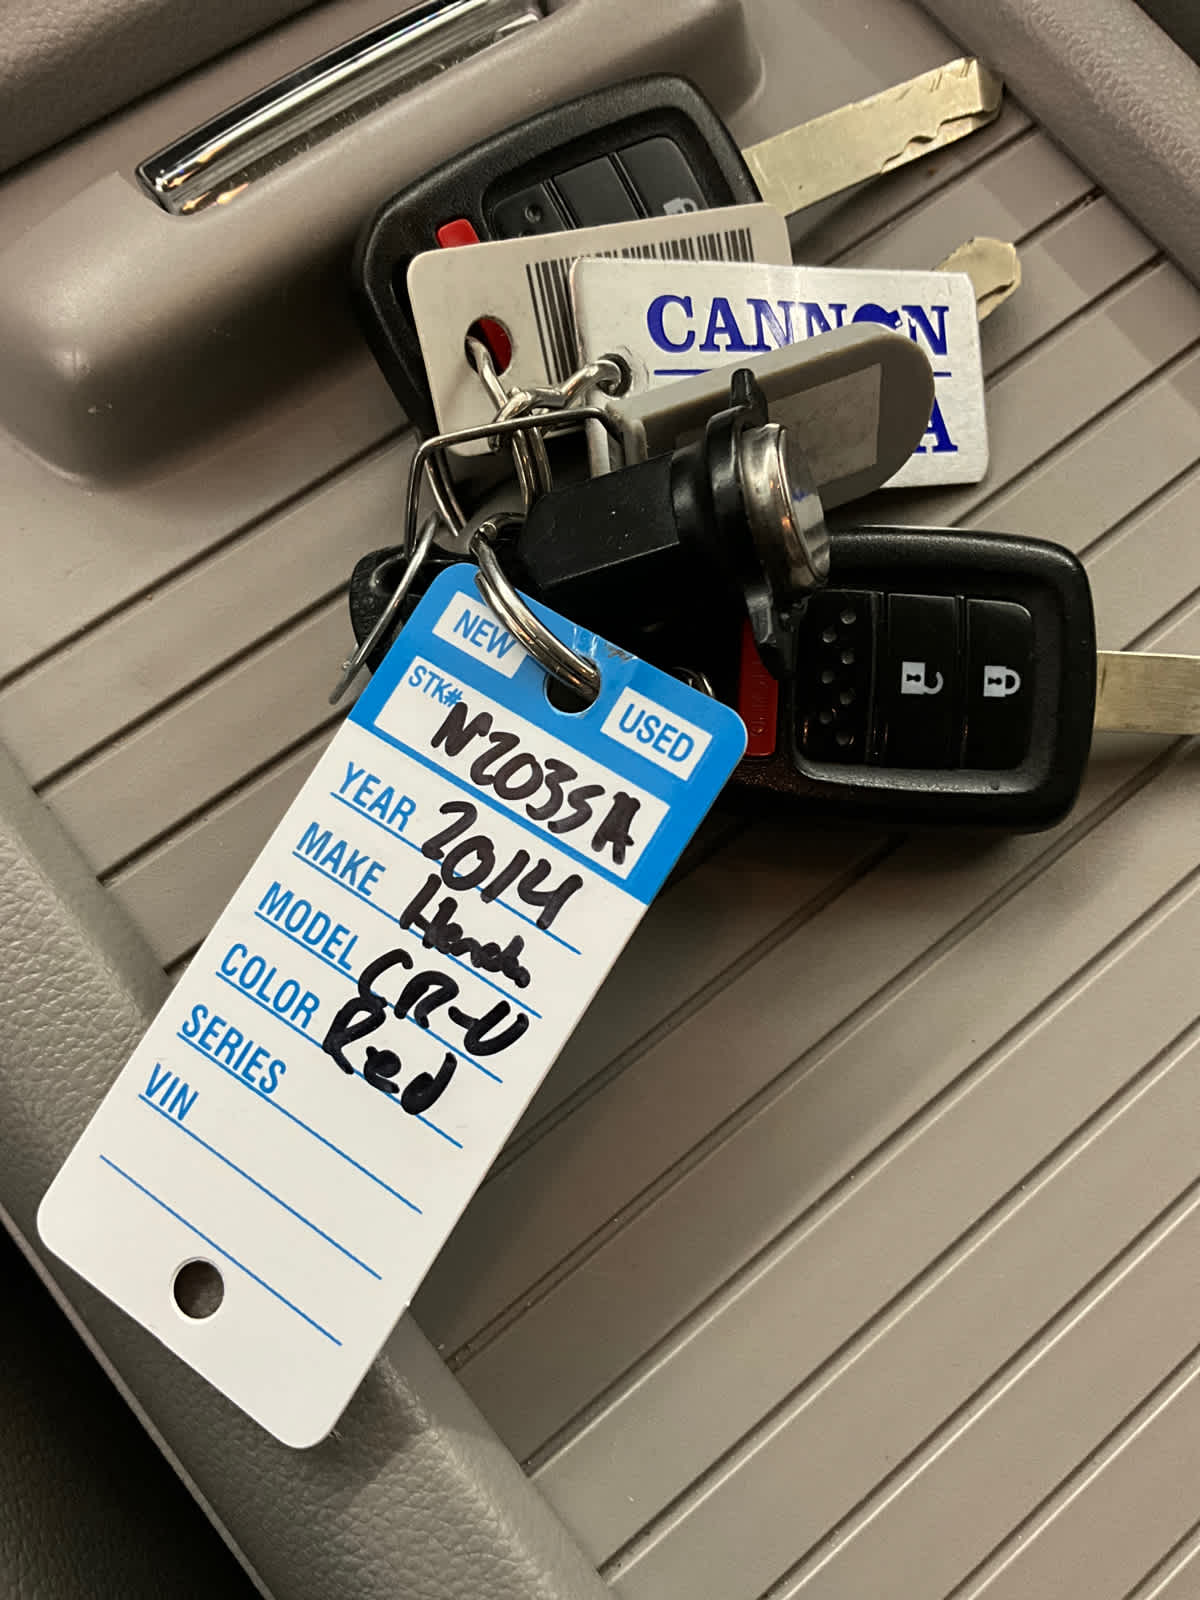 CANNON
A
NEW
USED
STK# N2035A
YEAR 2014
MAKE Honda
MODEL CR-V
COLOR Red
SERIES
VIN